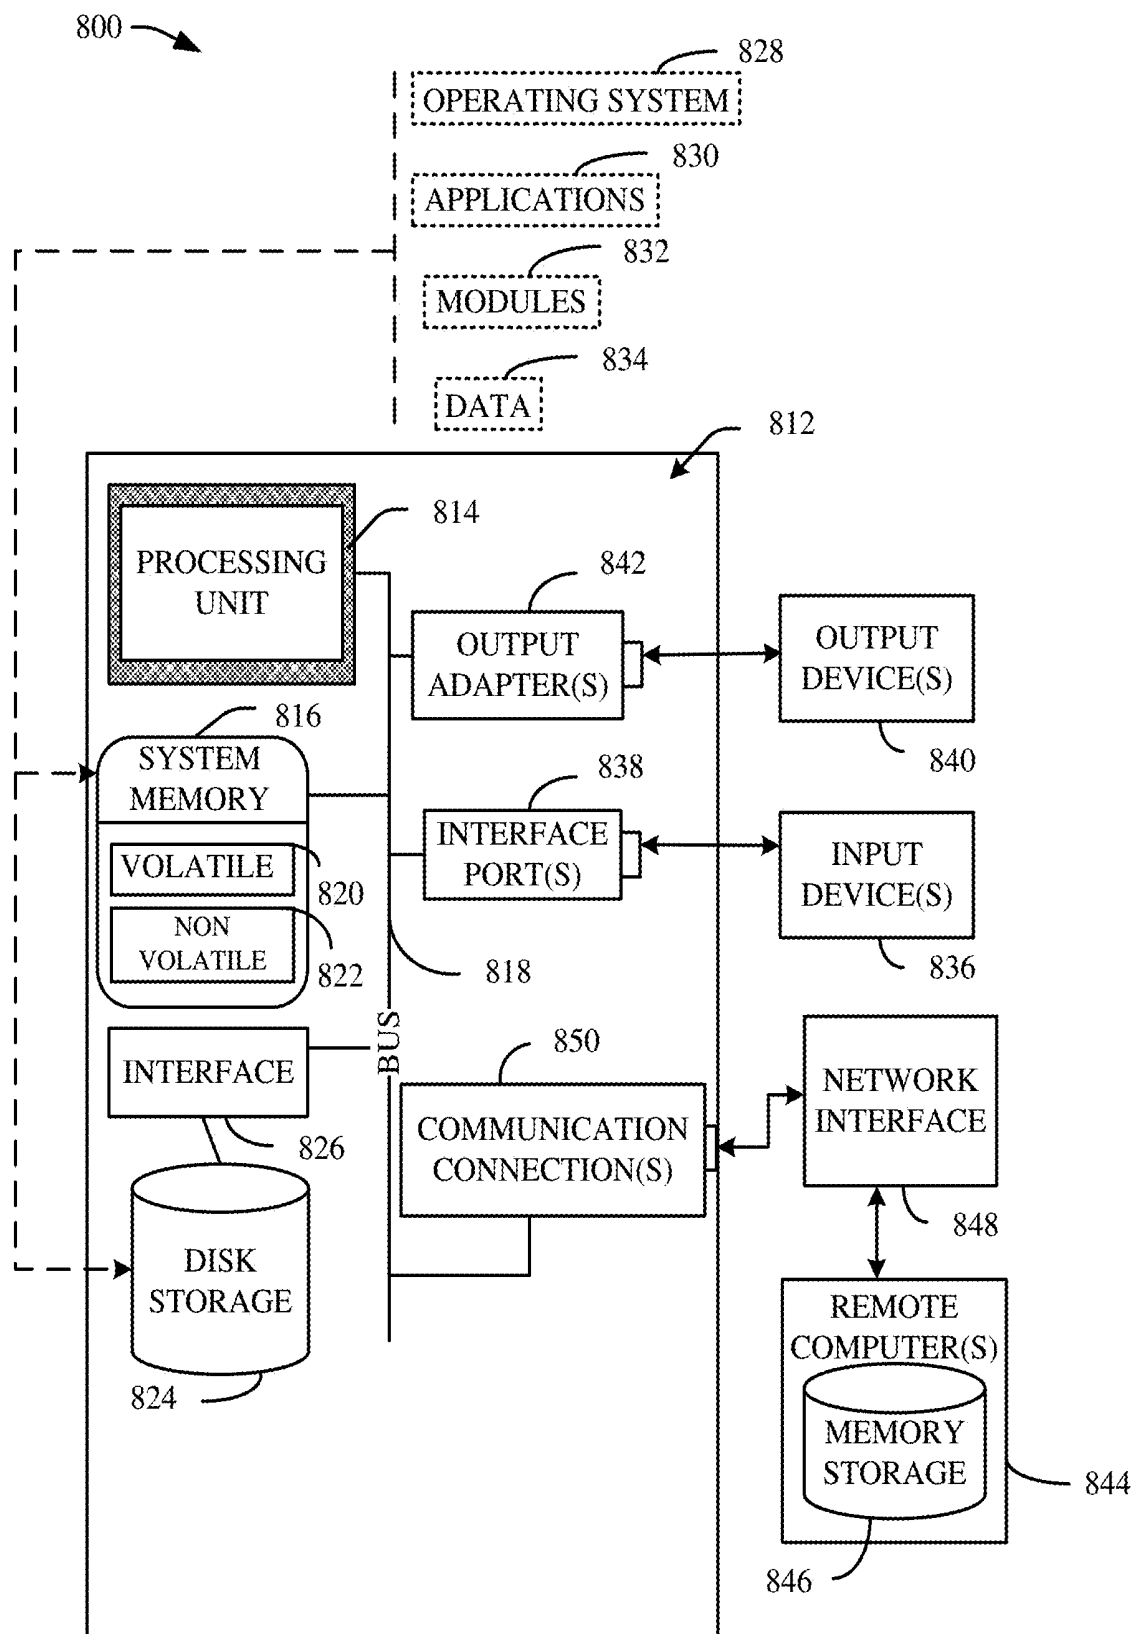 800
828
OPERATING SYSTEM
830
APPLICATIONS
832
MODULES
834
DATA
812
814
PROCESSING
UNIT
842
OUTPUT
ADAPTER(S)
OUTPUT
DEVICE(S)
840
816
SYSTEM
MEMORY
838
INTERFACE
PORT(S)
INPUT
DEVICE(S)
836
VOLATILE
820
NON
VOLATILE
822
818
BUS
850
INTERFACE
826
COMMUNICATION
CONNECTION(S)
NETWORK
INTERFACE
848
DISK
STORAGE
824
REMOTE
COMPUTER(S)
MEMORY
STORAGE
844
846